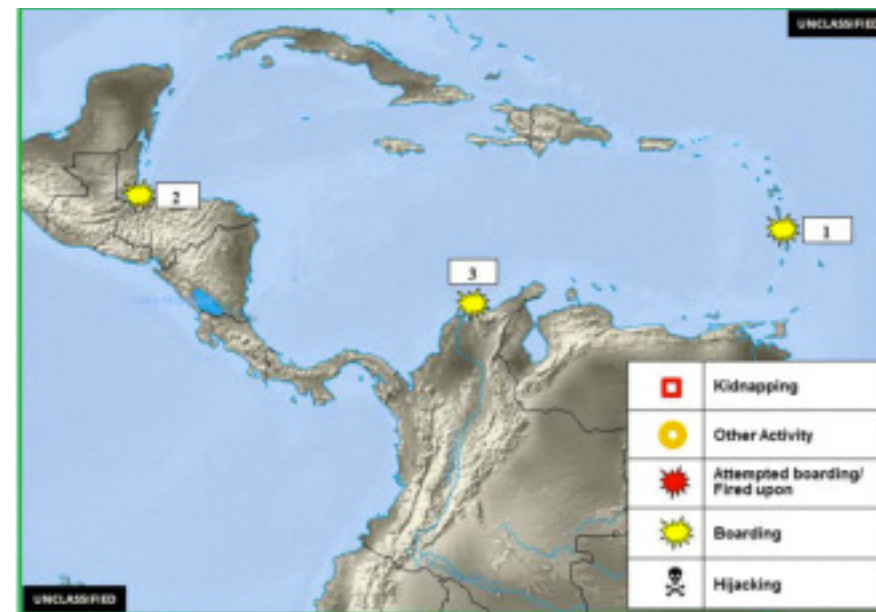 UNCLASSIFIED
2
1
3
Kidnapping
Other Activity
Attempted boarding/
Fired upon
Boarding
Hijacking
UNCLASSIFIED